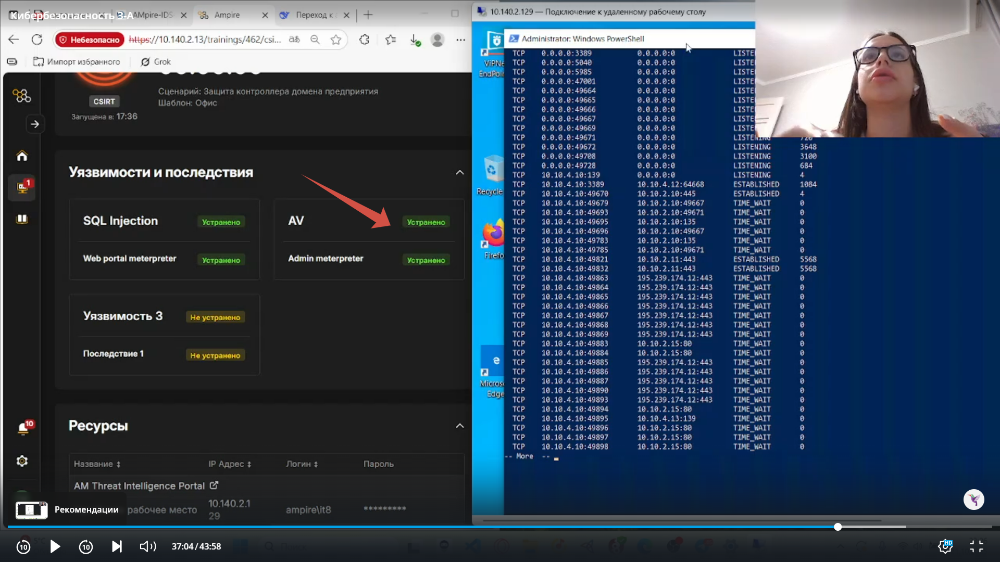 Кибербезопасность 3-А
AMpire-IDS
Ampire
Переход к
Небезопасно
https://10.140.2.13/trainings/462/csi...
Импорт избранного
Grok
CSIRT
Запущена в: 17:36
Сценарий: Защита контроллера домена предприятия
Шаблон: Офис
1
Уязвимости и последствия
SQL Injection Устранено
Web portal meterpreter Устранено
AV Устранено
Admin meterpreter Устранено
Уязвимость 3 Не устранено
Последствие 1 Не устранено
10
Ресурсы
Название IP Адрес Логин Пароль
AM Threat Intelligence Portal
рабочее место 10.140.2.1
29 ampire\it8 *********
Рекомендации
10.140.2.129 — Подключение к удаленному рабочему столу
ViPNe
EndPoi
Recycle
Firefo
Micros
Edge
Administrator: Windows PowerShell
TCP 0.0.0.0:3389 0.0.0.0:0 LISTE
TCP 0.0.0.0:5040 0.0.0.0:0 LISTE
TCP 0.0.0.0:5985 0.0.0.0:0 LISTE
TCP 0.0.0.0:47001 0.0.0.0:0 LISTE
TCP 0.0.0.0:49664 0.0.0.0:0 LISTE
TCP 0.0.0.0:49665 0.0.0.0:0 LISTE
TCP 0.0.0.0:49666 0.0.0.0:0 LISTE
TCP 0.0.0.0:49667 0.0.0.0:0 LISTE
TCP 0.0.0.0:49669 0.0.0.0:0 LISTE
TCP 0.0.0.0:49671 0.0.0.0:0 LISTENING 720
TCP 0.0.0.0:49672 0.0.0.0:0 LISTENING 3648
TCP 0.0.0.0:49708 0.0.0.0:0 LISTENING 3100
TCP 0.0.0.0:49728 0.0.0.0:0 LISTENING 684
TCP 10.10.4.10:139 0.0.0.0:0 LISTENING 4
TCP 10.10.4.10:3389 10.10.4.12:64668 ESTABLISHED 1084
TCP 10.10.4.10:49670 10.10.2.10:445 ESTABLISHED 4
TCP 10.10.4.10:49679 10.10.2.10:49667 TIME_WAIT 0
TCP 10.10.4.10:49693 10.10.2.10:49671 TIME_WAIT 0
TCP 10.10.4.10:49695 10.10.2.10:135 TIME_WAIT 0
TCP 10.10.4.10:49696 10.10.2.10:49667 TIME_WAIT 0
TCP 10.10.4.10:49783 10.10.2.10:135 TIME_WAIT 0
TCP 10.10.4.10:49785 10.10.2.10:49671 TIME_WAIT 0
TCP 10.10.4.10:49821 10.10.2.11:443 ESTABLISHED 5568
TCP 10.10.4.10:49832 10.10.2.11:443 ESTABLISHED 5568
TCP 10.10.4.10:49863 195.239.174.12:443 TIME_WAIT 0
TCP 10.10.4.10:49864 195.239.174.12:443 TIME_WAIT 0
TCP 10.10.4.10:49865 195.239.174.12:443 TIME_WAIT 0
TCP 10.10.4.10:49866 195.239.174.12:443 TIME_WAIT 0
TCP 10.10.4.10:49867 195.239.174.12:443 TIME_WAIT 0
TCP 10.10.4.10:49868 195.239.174.12:443 TIME_WAIT 0
TCP 10.10.4.10:49869 195.239.174.12:443 TIME_WAIT 0
TCP 10.10.4.10:49883 10.10.2.15:80 TIME_WAIT 0
TCP 10.10.4.10:49884 10.10.2.15:80 TIME_WAIT 0
TCP 10.10.4.10:49885 195.239.174.12:443 TIME_WAIT 0
TCP 10.10.4.10:49886 195.239.174.12:443 TIME_WAIT 0
TCP 10.10.4.10:49887 195.239.174.12:443 TIME_WAIT 0
TCP 10.10.4.10:49890 195.239.174.12:443 TIME_WAIT 0
TCP 10.10.4.10:49893 195.239.174.12:443 TIME_WAIT 0
TCP 10.10.4.10:49894 10.10.2.15:80 TIME_WAIT 0
TCP 10.10.4.10:49895 10.10.4.13:139 TIME_WAIT 0
TCP 10.10.4.10:49896 10.10.2.15:80 TIME_WAIT 0
TCP 10.10.4.10:49897 10.10.2.15:80 TIME_WAIT 0
TCP 10.10.4.10:49898 10.10.2.15:80 TIME_WAIT 0
-- More --
10
10
37:04 / 43:58
HD